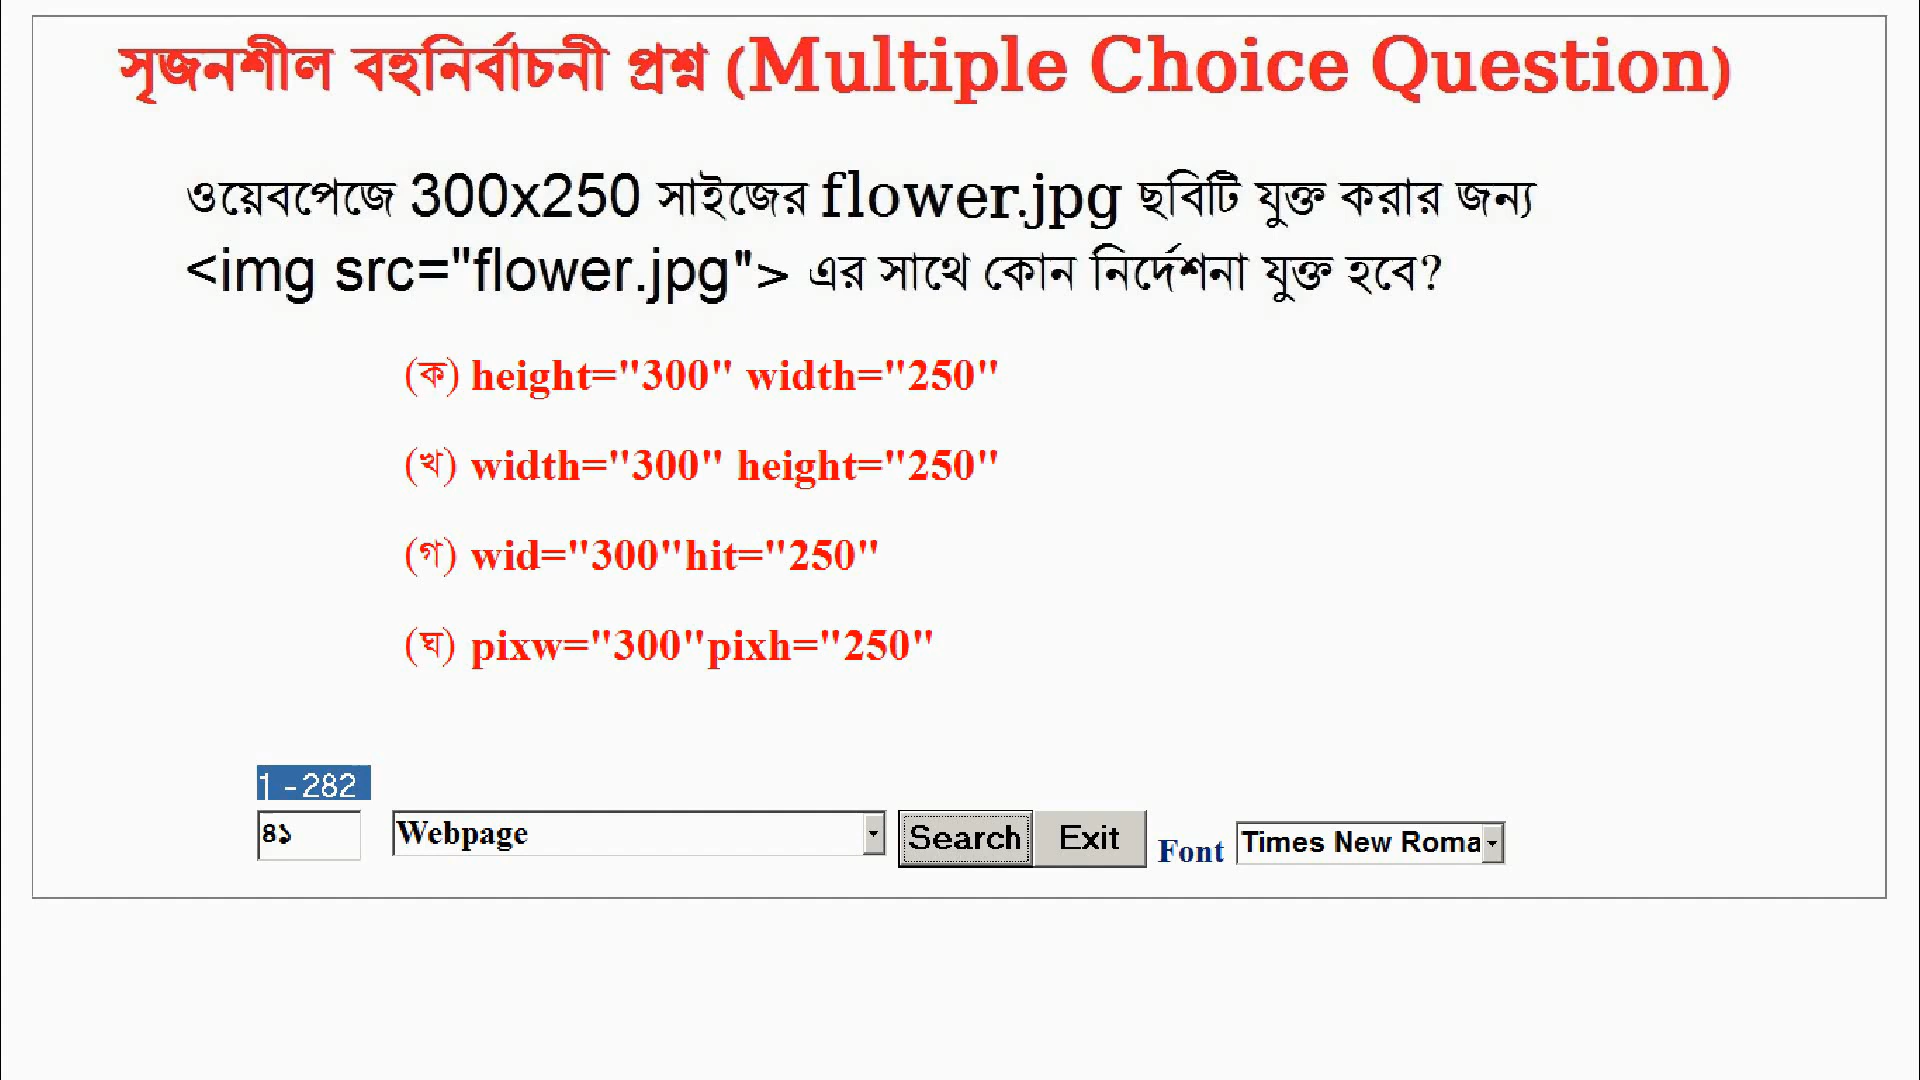 সৃজনশীল বহুনির্বাচনী প্রশ্ন (Multiple Choice Question)
ওয়েবপেজে 300x250 সাইজের flower.jpg ছবিটি যুক্ত করার জন্য
<img src="flower.jpg"> এর সাথে কোন নির্দেশনা যুক্ত হবে?
(ক) height="300" width="250"
(খ) width="300" height="250"
(গ) wid="300"hit="250"
(ঘ) pixw="300"pixh="250"
1 -282
৪১ Webpage Search Exit Font Times New Roma